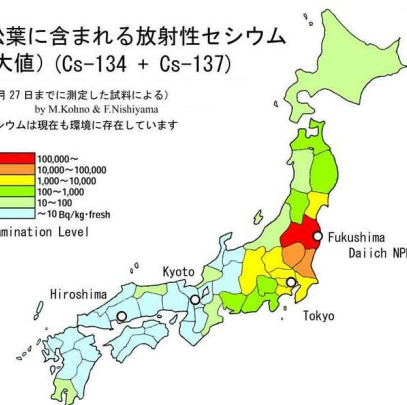 松葉に含まれる放射性セシウム
大値) (Cs-134 + Cs-137)
月 27 日までに測定した試料による)
by M.Kohno & F.Nishiyama
シウムは現在も環境に存在しています
100,000～
10,000～100,000
1,000～10,000
100～1,000
10～100
～10 Bq/kg・fresh
amination Level
Fukushima
Daiich NP
Kyoto
Hiroshima
Tokyo